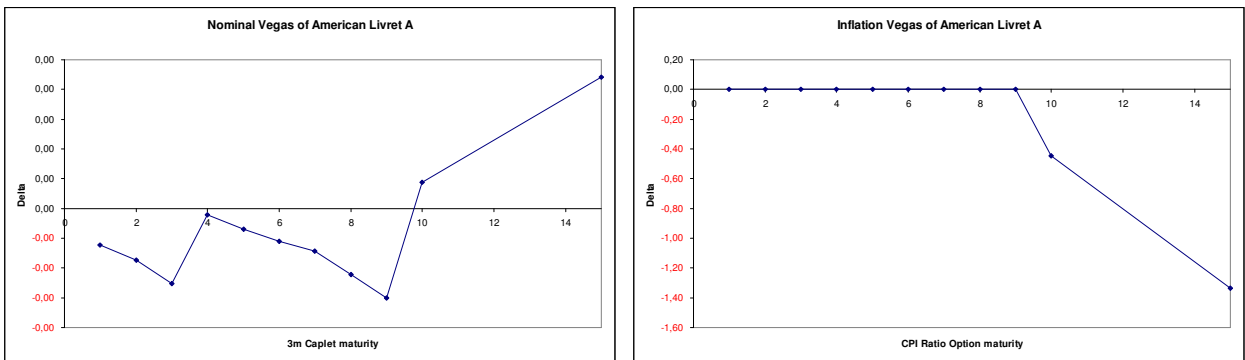 Nominal Vegas of American Livret A
0,00
0,00
0,00
0,00
0,00
0,00
-0,00
-0,00
-0,00
-0,00
0 2 4 6 8 10 12 14
Delta
3m Caplet maturity
Inflation Vegas of American Livret A
0,20
0,00
-0,20
-0,40
-0,60
-0,80
-1,00
-1,20
-1,40
-1,60
0 2 4 6 8 10 12 14
Delta
CPI Ratio Option maturity